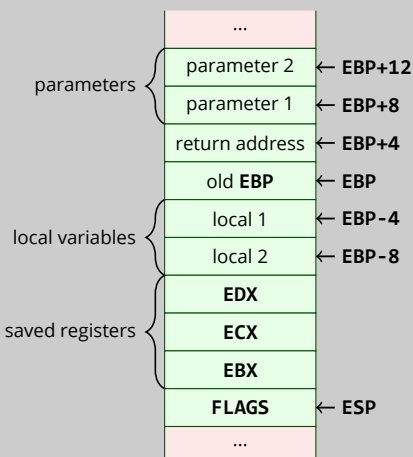 ...
parameter 2 ← EBP+12
parameters
parameter 1 ← EBP+8
return address ← EBP+4
old EBP ← EBP
local 1 ← EBP-4
local variables
local 2 ← EBP-8
EDX
saved registers ECX
EBX
FLAGS ← ESP
...